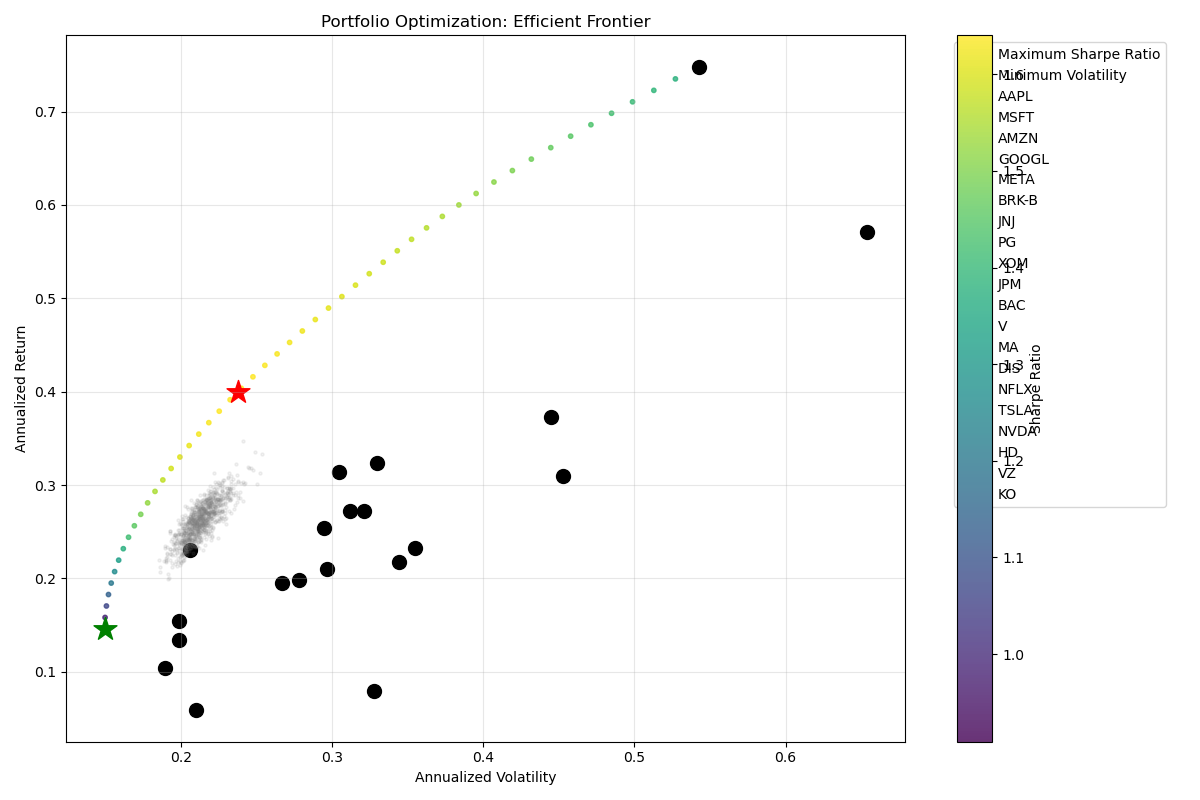 Portfolio Optimization: Efficient Frontier
Annualized Return
0.7
0.6
0.5
0.4
0.3
0.2
0.1
0.2
0.3
0.4
0.5
0.6
Annualized Volatility
Maximum Sharpe Ratio
Minimum Volatility
AAPL
MSFT
AMZN
GOOGL
META
BRK-B
JNJ
PG
XOM
JPM
BAC
V
MA
DIS
NFLX
TSLA
NVDA
HD
VZ
KO
1.6
1.5
1.4
1.3
1.2
1.1
1.0
Sharpe Ratio